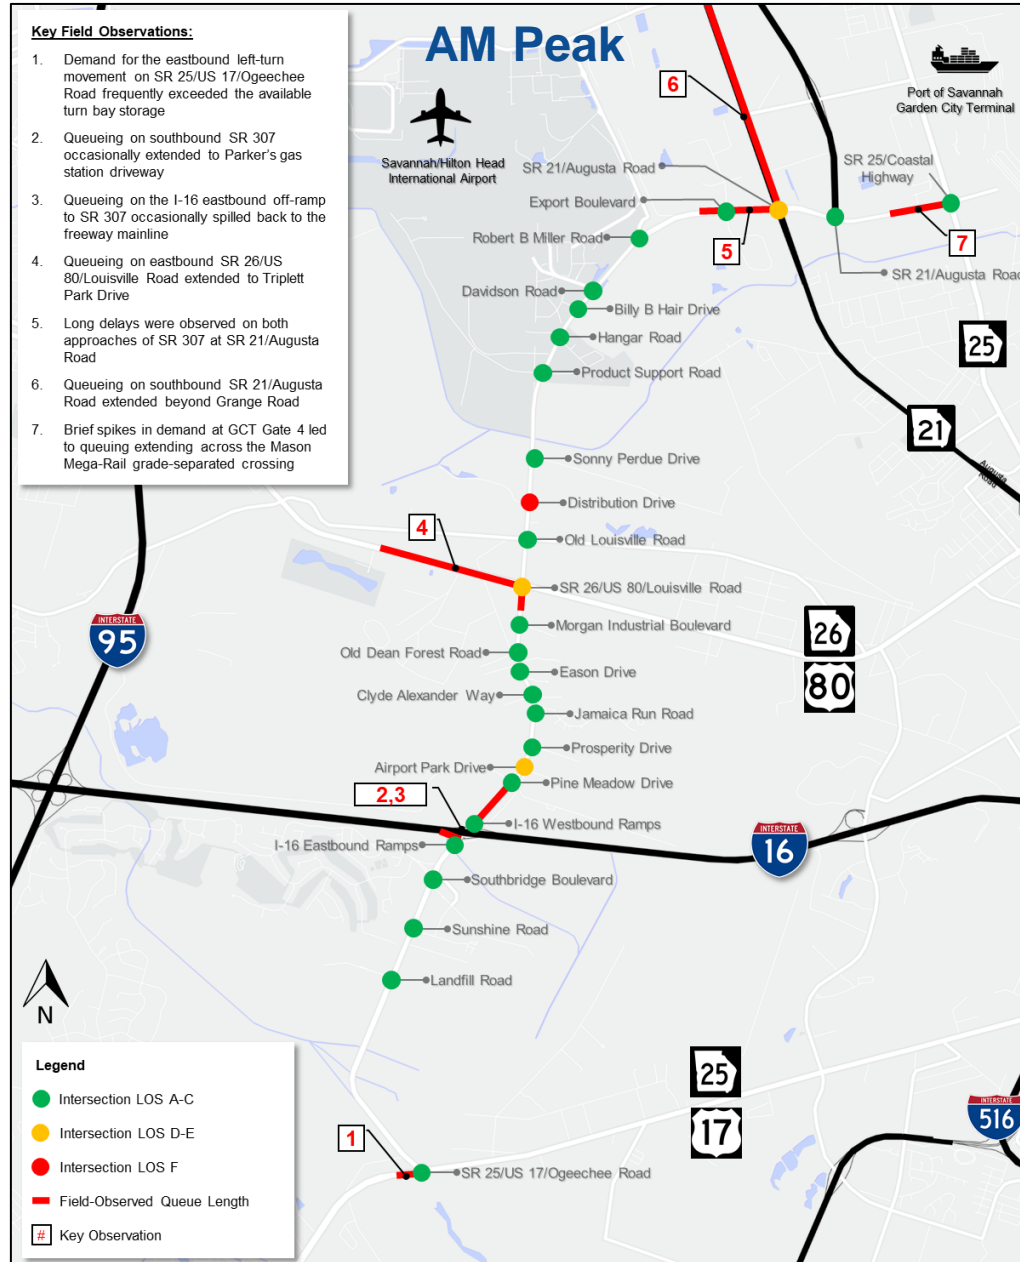 AM Peak
Key Field Observations:
1. Demand for the eastbound left-turn
movement on SR 25/US 17/Ogeechee
Road frequently exceeded the available
turn bay storage
2. Queueing on southbound SR 307
occasionally extended to Parker's gas
station driveway
3. Queueing on the I-16 eastbound off-ramp
to SR 307 occasionally spilled back to the
freeway mainline
4. Queueing on eastbound SR 26/US
80/Louisville Road extended to Triplett
Park Drive
5. Long delays were observed on both
approaches of SR 307 at SR 21/Augusta
Road
6. Queueing on southbound SR 21/Augusta
Road extended beyond Grange Road
7. Brief spikes in demand at GCT Gate 4 led
to queuing extending across the Mason
Mega-Rail grade-separated crossing
6
Port of Savannah
Garden City Terminal
Savannah/Hilton Head
International Airport
SR 21/Augusta Road
SR 25/Coastal
Highway
Export Boulevard
Robert B Miller Road
5
7
SR 21/Augusta Road
Davidson Road
Billy B Hair Drive
Hangar Road
25
Product Support Road
21
Augusta
Road
Sonny Perdue Drive
Distribution Drive
4
Old Louisville Road
SR 26/US 80/Louisville Road
INTERSTATE
95
Morgan Industrial Boulevard
26
Old Dean Forest Road
Eason Drive
80
Clyde Alexander Way
Jamaica Run Road
Prosperity Drive
Airport Park Drive
Pine Meadow Drive
2,3
I-16 Westbound Ramps
INTERSTATE
16
I-16 Eastbound Ramps
Southbridge Boulevard
Sunshine Road
Landfill Road
N
Legend
Intersection LOS A-C
Intersection LOS D-E
Intersection LOS F
Field-Observed Queue Length
# Key Observation
25
17
INTERSTATE
516
1
SR 25/US 17/Ogeechee Road